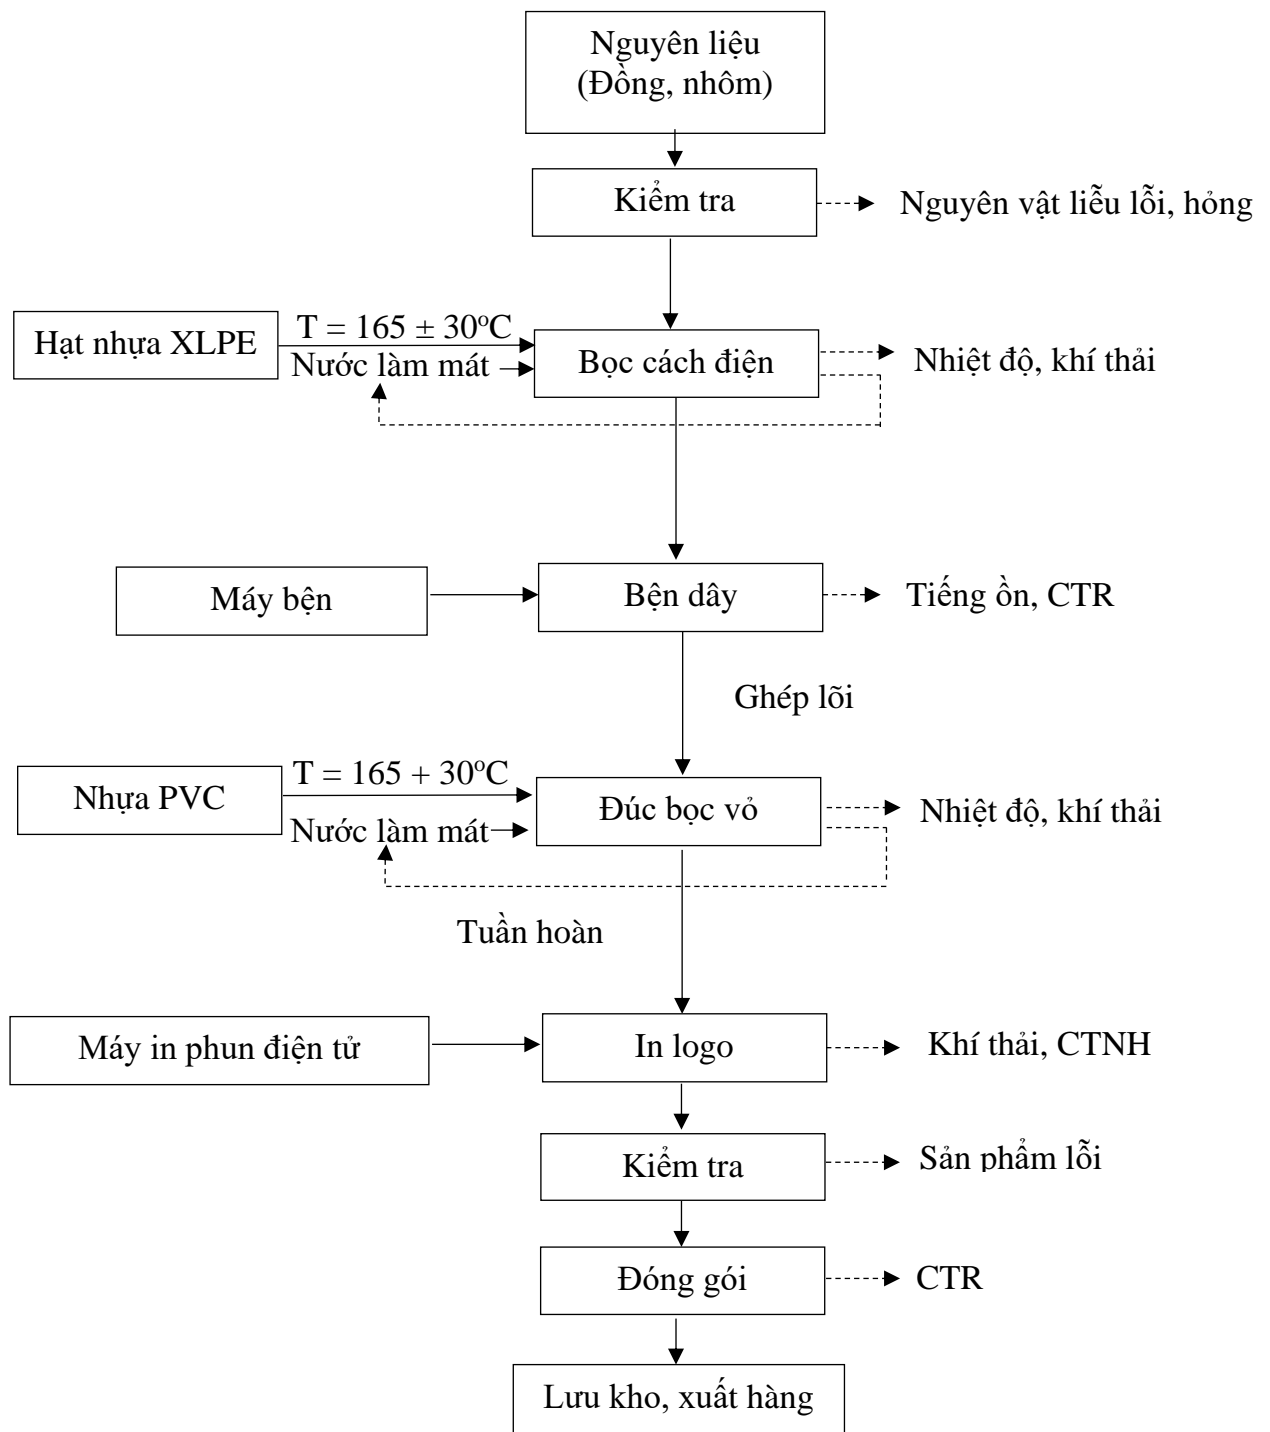 Nguyên liệu
(Đồng, nhôm)
Kiểm tra
Nguyên vật liễu lỗi, hỏng
Hạt nhựa XLPE
T = 165 ± 30°C
Nước làm mát
Bọc cách điện
Nhiệt độ, khí thải
Máy bện
Bện dây
Tiếng ồn, CTR
Ghép lõi
Nhựa PVC
T = 165 + 30°C
Nước làm mát
Đúc bọc vỏ
Nhiệt độ, khí thải
Tuần hoàn
Máy in phun điện tử
In logo
Khí thải, CTNH
Kiểm tra
Sản phẩm lỗi
Đóng gói
CTR
Lưu kho, xuất hàng